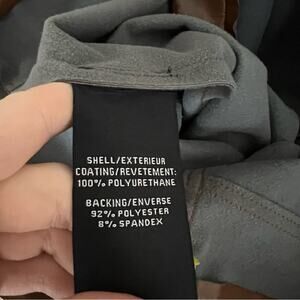 SHELL/EXTERIEUR
COATING/REVETEMENT:
100% POLYURETHANE
BACKING/ENVERSE
92% POLYESTER
8% SPANDEX